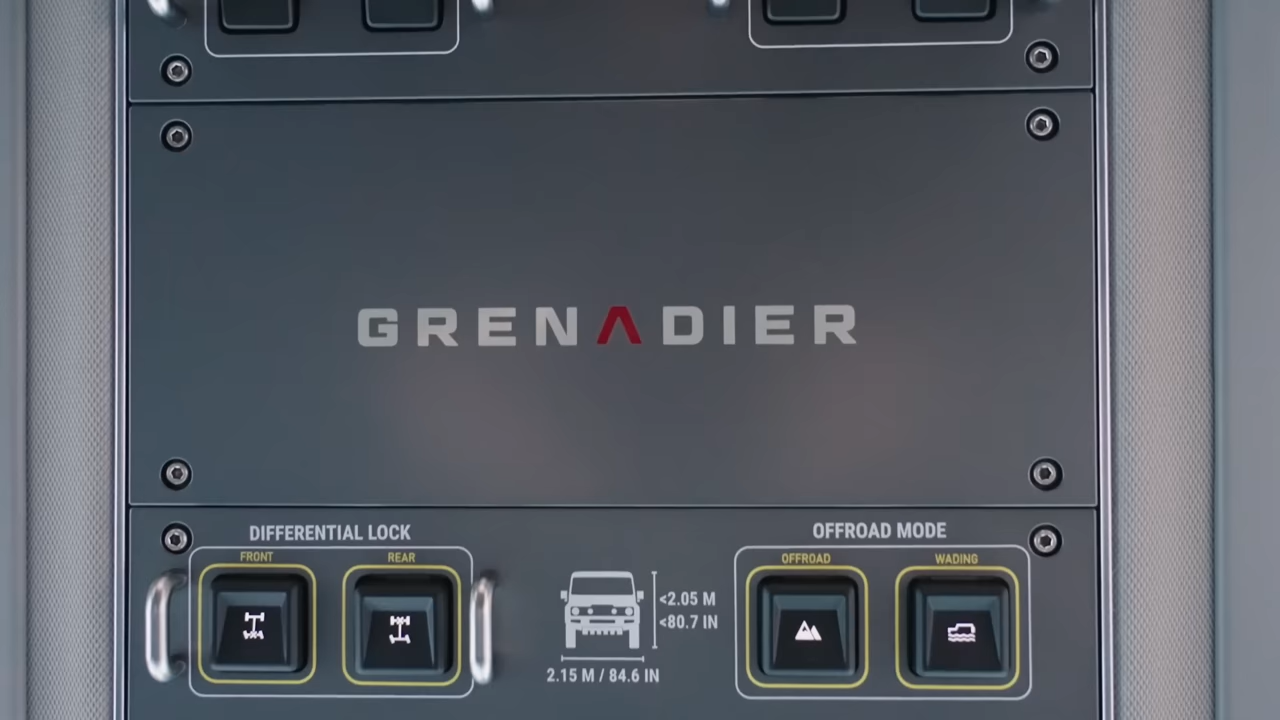 GRENADIER
DIFFERENTIAL LOCK
FRONT REAR
<2.05 M
<80.7 IN
2.15 M / 84.6 IN
OFFROAD MODE
OFFROAD WADING